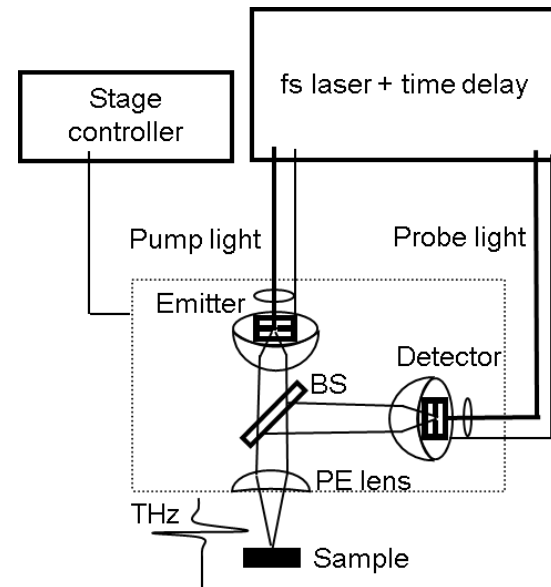 Stage
controller
fs laser + time delay
Pump light
Probe light
Emitter
Detector
BS
PE lens
THz
Sample